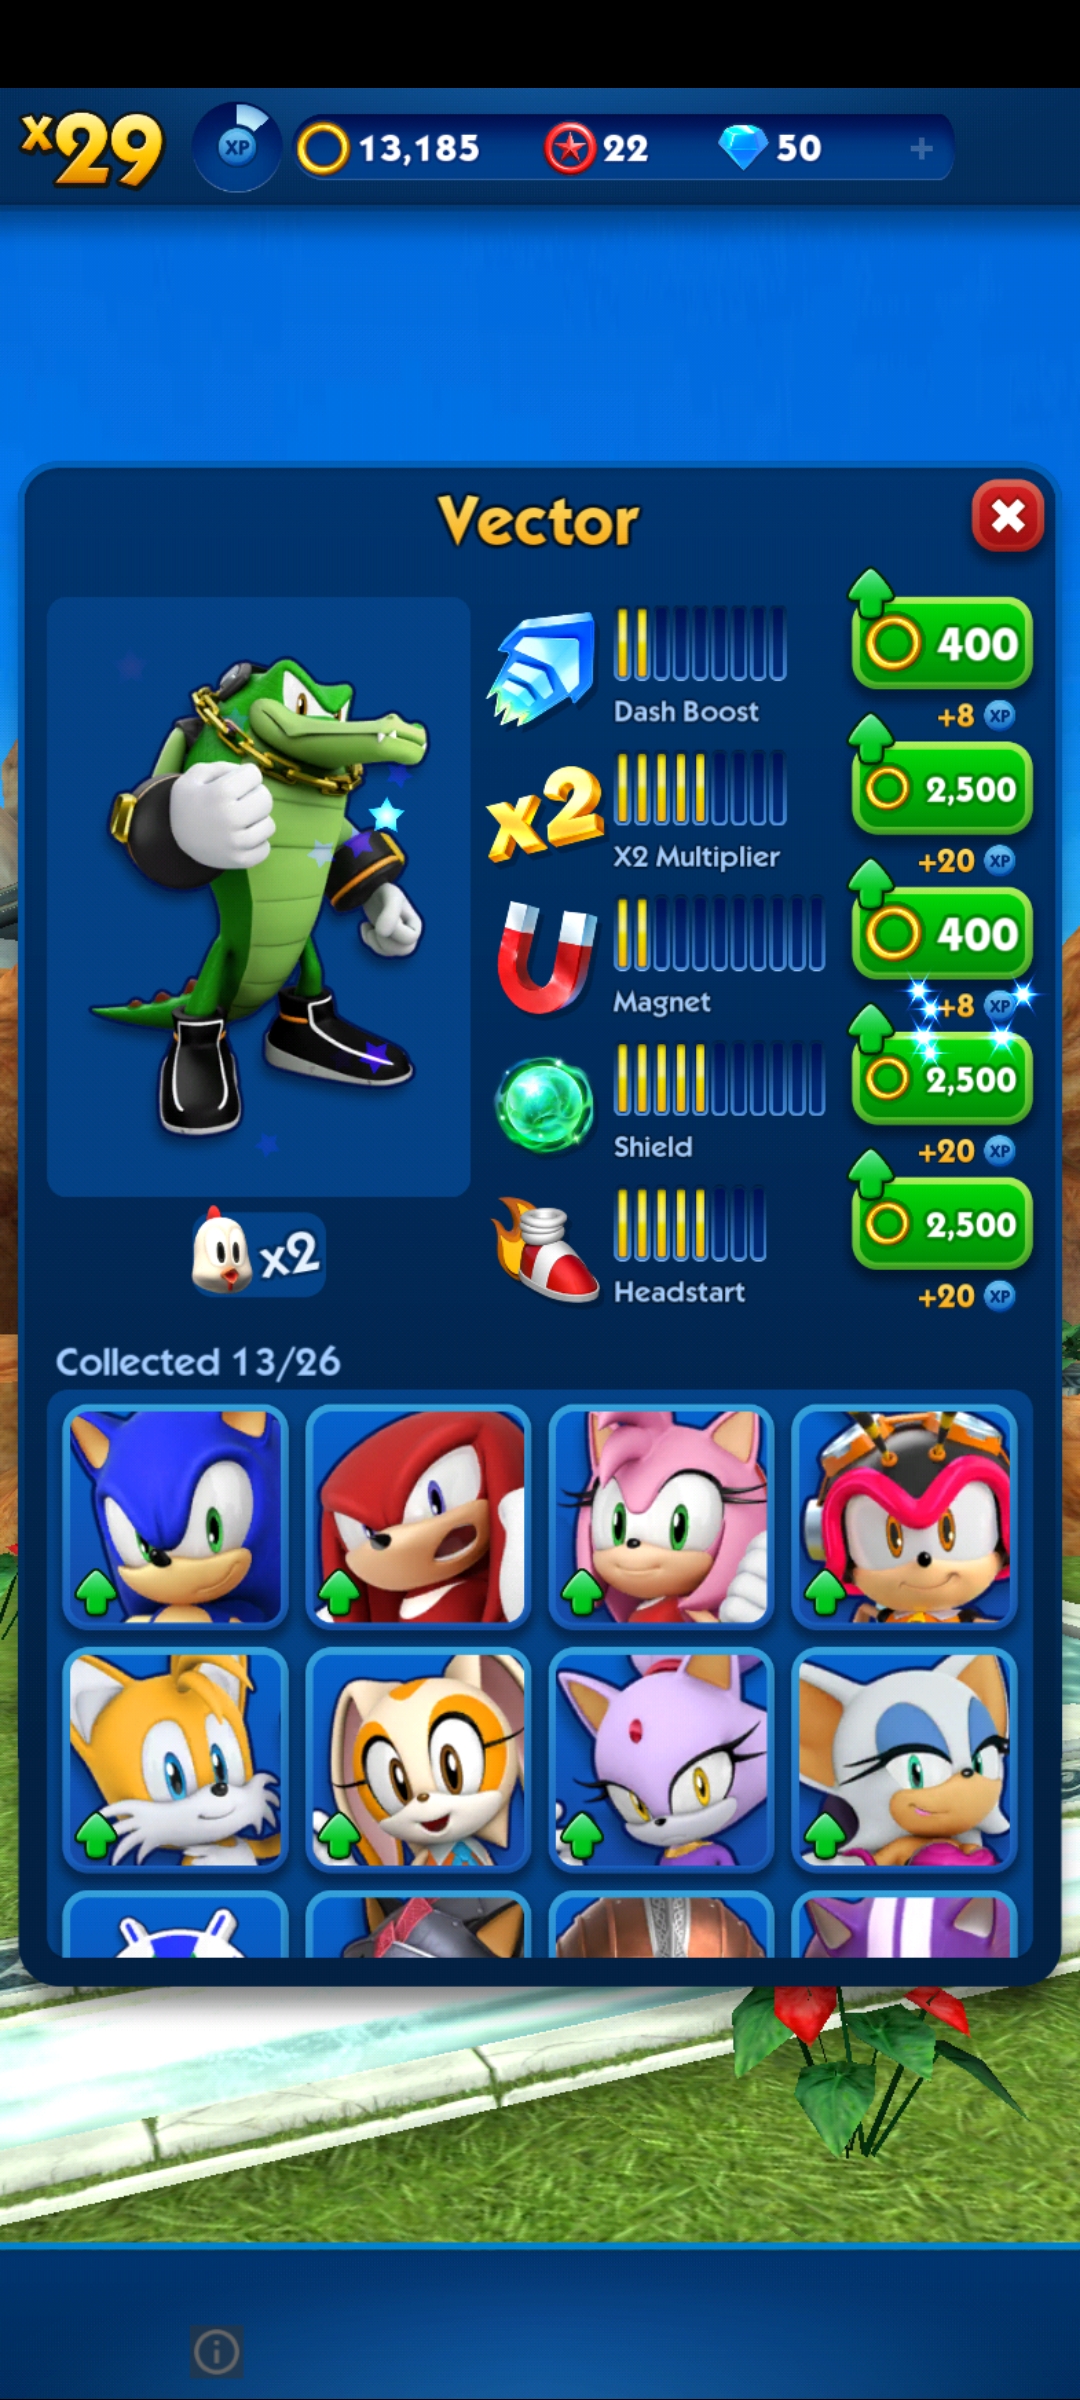 x29
XP
13,185
22
50
+
Vector
400
Dash Boost
+8 XP
x2
2,500
X2 Multiplier
+20 XP
400
Magnet
+8 XP
2,500
Shield
+20 XP
x2
2,500
Headstart
+20 XP
Collected 13/26